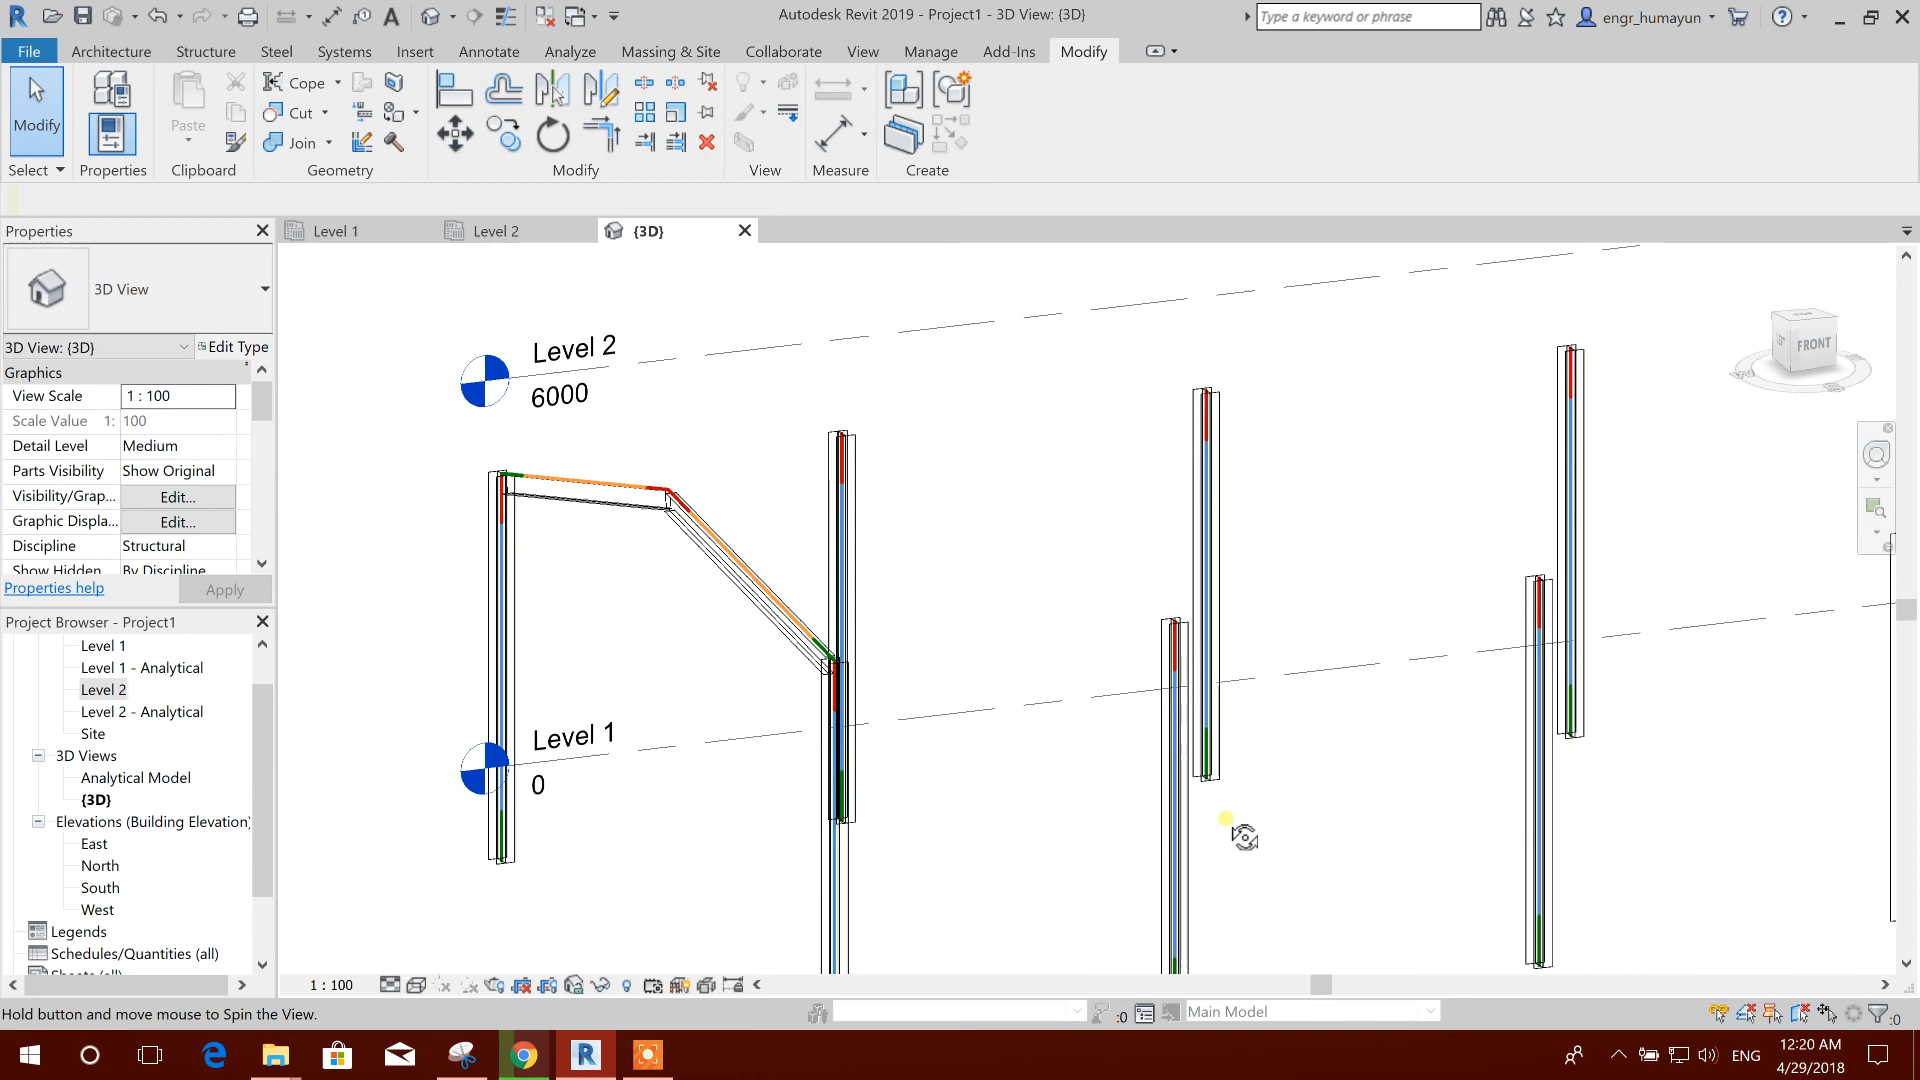 Autodesk Revit 2019 - Project1 - 3D View: {3D}
Type a keyword or phrase
engr_humayun
File Architecture Structure Steel Systems Insert Annotate Analyze Massing & Site Collaborate View Manage Add-Ins Modify
Modify
Paste
Cope
Cut
Join
Select Properties Clipboard Geometry Modify View Measure Create
Properties
Level 1
Level 2
{3D}
3D View
3D View: {3D}
Edit Type
Graphics
View Scale 1 : 100
Scale Value 1: 100
Detail Level Medium
Parts Visibility Show Original
Visibility/Grap... Edit...
Graphic Displa... Edit...
Discipline Structural
Show Hidden By Discipline
Properties help
Apply
Project Browser - Project1
Level 1
Level 1 - Analytical
Level 2
Level 2 - Analytical
Site
3D Views
Analytical Model
{3D}
Elevations (Building Elevation)
East
North
South
West
Legends
Schedules/Quantities (all)
Sheets (all)
Level 2
6000
Level 1
0
TOP
FRONT
1 : 100
Hold button and move mouse to Spin the View.
:0
Main Model
:0
ENG
12:20 AM
4/29/2018